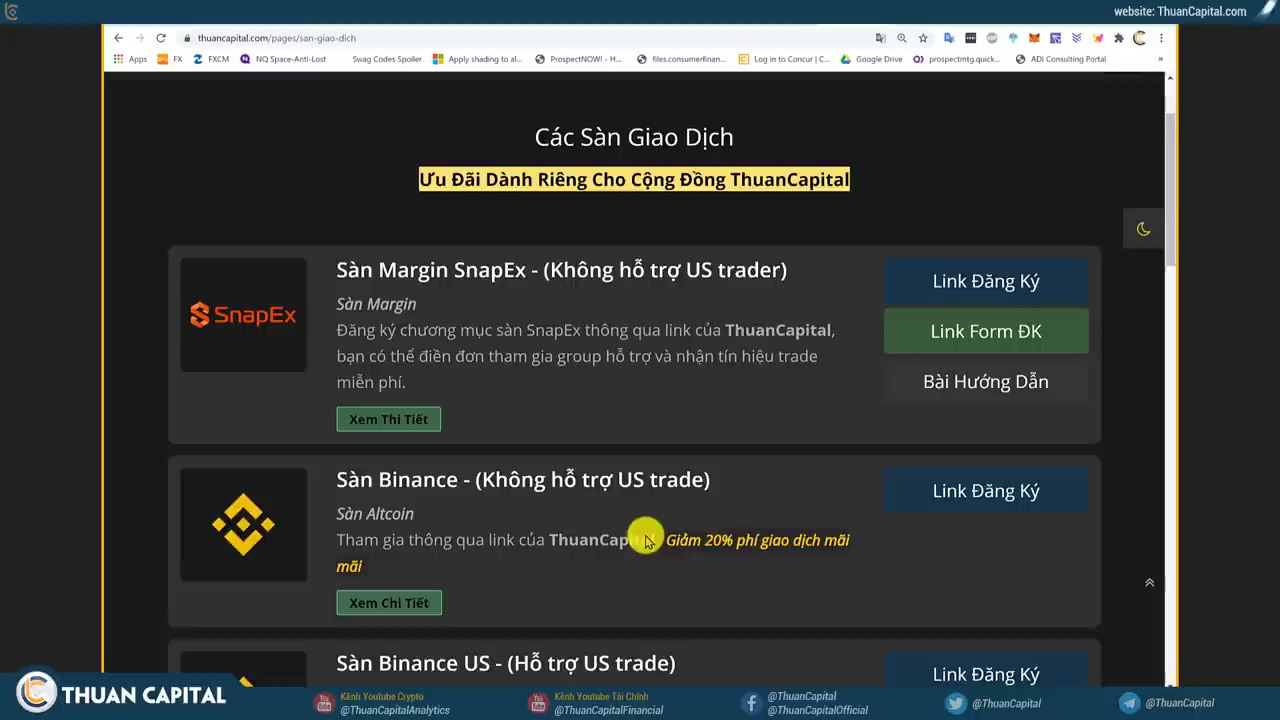 website: ThuanCapital.com
thuancapital.com/pages/san-giao-dich
Apps
FX
FXCM
NQ Space-Anti-Lost
Swag Codes Spoiler
Apply shading to al...
ProspectNOW! - H...
files.consumerfinan...
Log in to Concur | C...
Google Drive
prospectmtg.quick...
ADI Consulting Portal
Các Sàn Giao Dịch
Ưu Đãi Dành Riêng Cho Cộng Đồng ThuanCapital
SnapEx
Sàn Margin SnapEx - (Không hỗ trợ US trader)
Sàn Margin
Đăng ký chương mục sàn SnapEx thông qua link của ThuanCapital,
bạn có thể điền đơn tham gia group hỗ trợ và nhận tín hiệu trade
miễn phí.
Xem Thi Tiết
Link Đăng Ký
Link Form ĐK
Bài Hướng Dẫn
Sàn Binance - (Không hỗ trợ US trade)
Sàn Altcoin
Tham gia thông qua link của Giảm 20% phí giao dịch mãi
mãi
Xem Chi Tiết
Link Đăng Ký
Sàn Binance US - (Hỗ trợ US trade)
Link Đăng Ký
THUAN CAPITAL
Kênh Youtube Crypto
@ThuanCapitalAnalytics
Kênh Youtube Tài Chính
@ThuanCapitalFinancial
@ThuanCapital
@ThuanCapitalOfficial
@ThuanCapital
@ThuanCapital